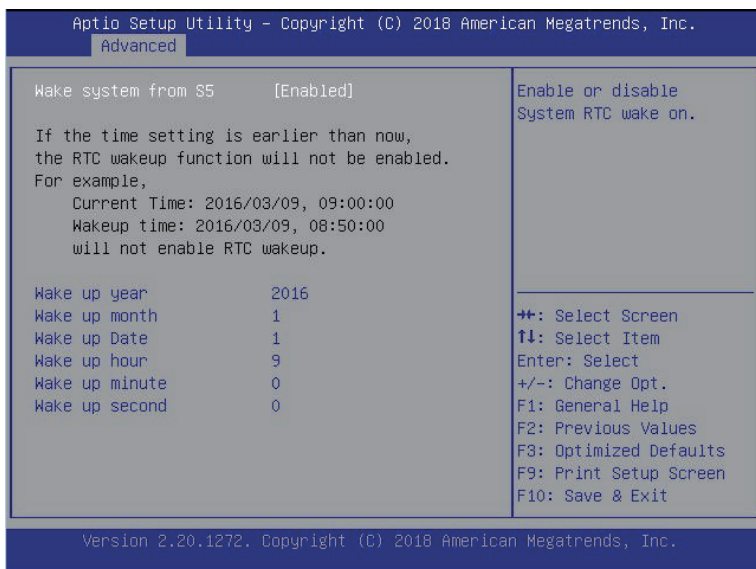 Aptio Setup Utility – Copyright (C) 2018 American Megatrends, Inc.
Advanced
Wake system from S5 [Enabled]
If the time setting is earlier than now,
the RTC wakeup function will not be enabled.
For example,
Current Time: 2016/03/09, 09:00:00
Wakeup time: 2016/03/09, 08:50:00
will not enable RTC wakeup.
Wake up year 2016
Wake up month 1
Wake up Date 1
Wake up hour 9
Wake up minute 0
Wake up second 0
Enable or disable
System RTC wake on.
→←: Select Screen
↑↓: Select Item
Enter: Select
+/-: Change Opt.
F1: General Help
F2: Previous Values
F3: Optimized Defaults
F9: Print Setup Screen
F10: Save & Exit
Version 2.20.1272. Copyright (C) 2018 American Megatrends, Inc.